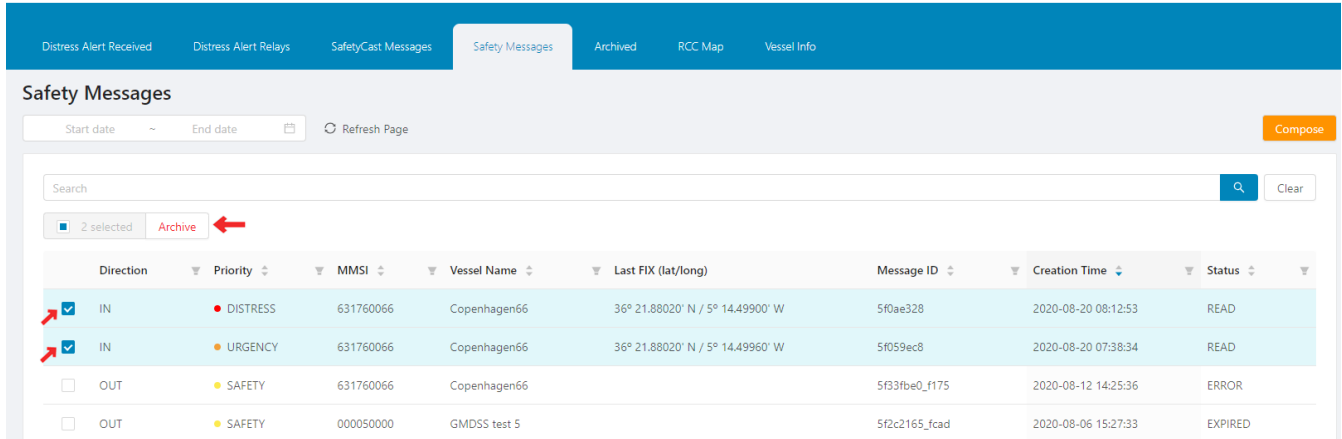 Distress Alert Received Distress Alert Relays SafetyCast Messages Safety Messages Archived RCC Map Vessel Info
Safety Messages
Start date ~ End date Refresh Page Compose
Search Clear
2 selected Archive
Direction Priority MMSI Vessel Name Last FIX (lat/long) Message ID Creation Time Status
IN DISTRESS 631760066 Copenhagen66 36º 21.88020' N / 5º 14.49900' W 5f0ae328 2020-08-20 08:12:53 READ
IN URGENCY 631760066 Copenhagen66 36º 21.88020' N / 5º 14.49960' W 5f059ec8 2020-08-20 07:38:34 READ
OUT SAFETY 631760066 Copenhagen66 5f33fbe0_f175 2020-08-12 14:25:36 ERROR
OUT SAFETY 000050000 GMDSS test 5 5f2c2165_fcad 2020-08-06 15:27:33 EXPIRED